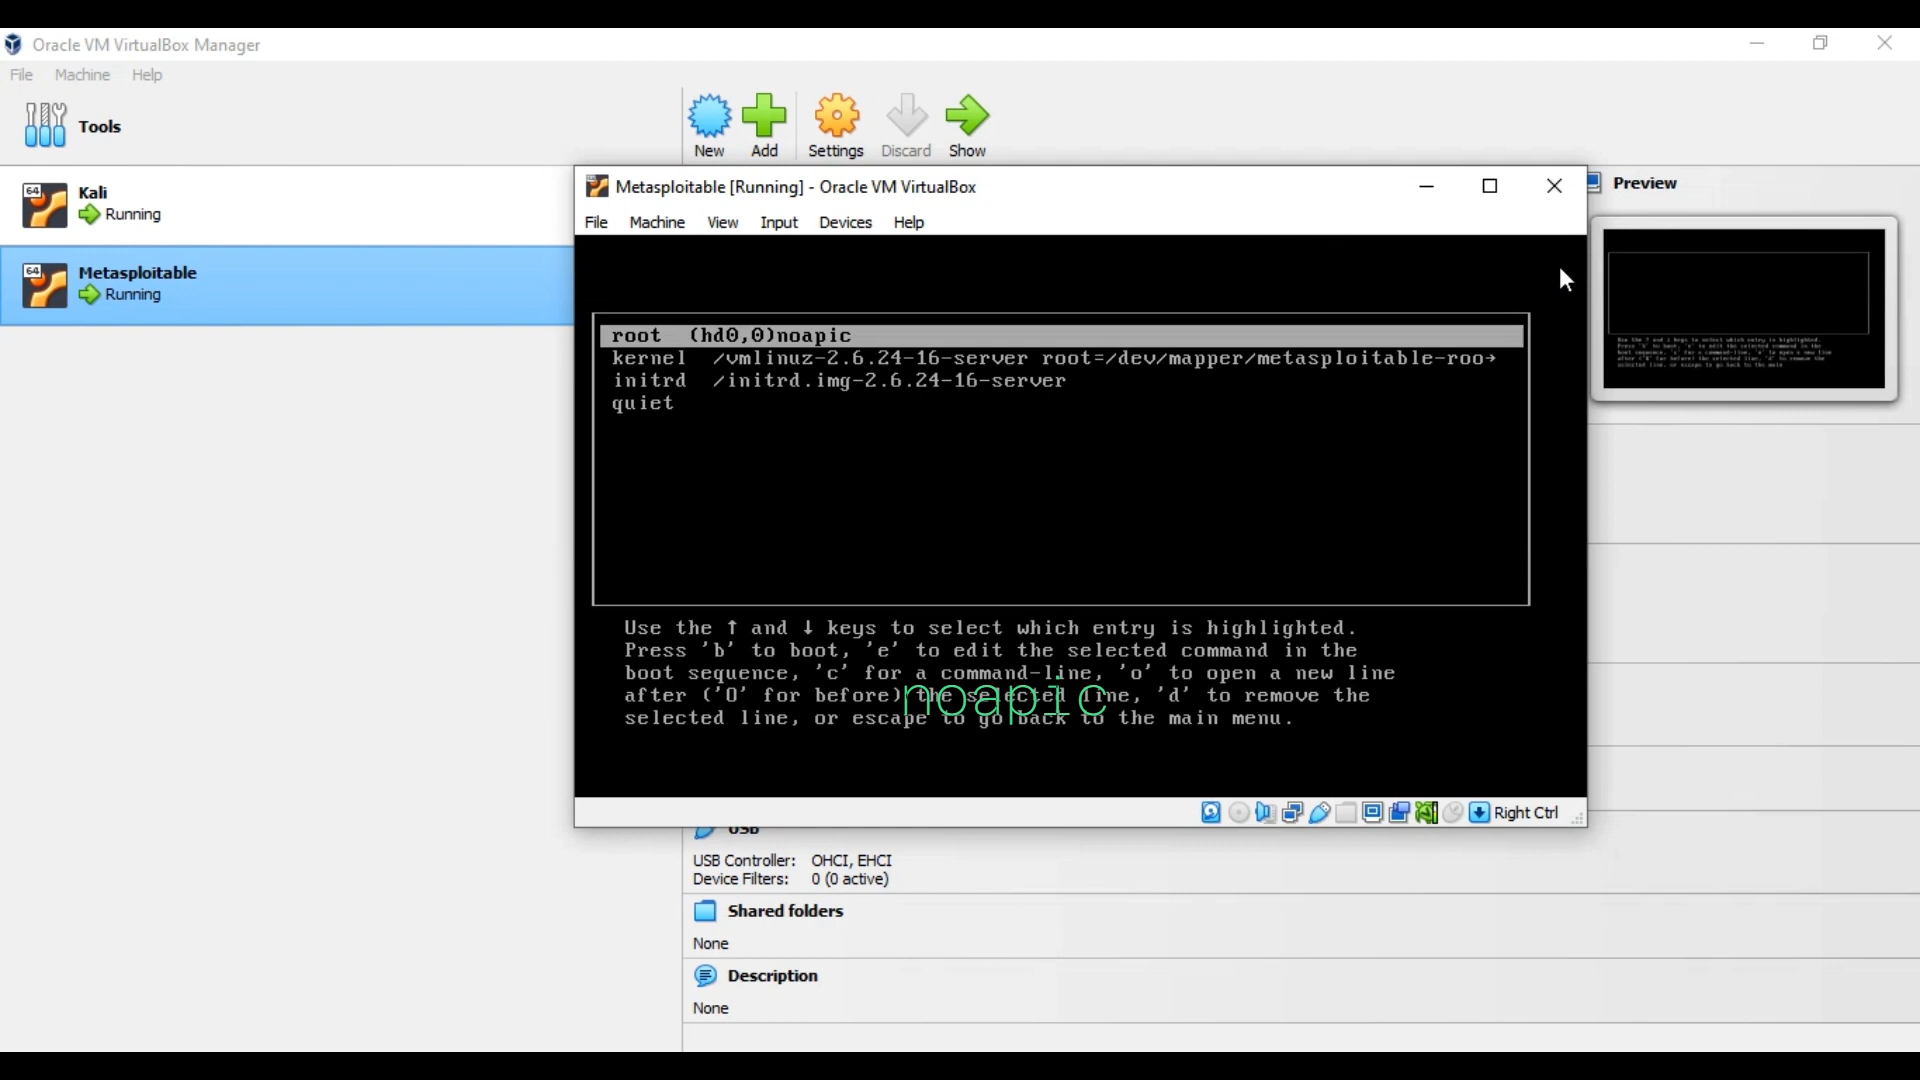 Oracle VM VirtualBox Manager
File Machine Help
Tools
New Add Settings Discard Show
64 Kali
Running
64 Metasploitable
Running
Metasploitable [Running] - Oracle VM VirtualBox
File Machine View Input Devices Help
Preview
root (hd0,0)noapic
kernel /vmlinuz-2.6.24-16-server root=/dev/mapper/metasploitable-roo→
initrd /initrd.img-2.6.24-16-server
quiet
Use the ↑ and ↓ keys to select which entry is highlighted.
Press 'b' to boot, 'e' to edit the selected command in the
boot sequence, 'c' for a command-line, 'o' to open a new line
after ('O' for before) the selected line, 'd' to remove the
selected line, or escape to go back to the main menu.
noapic
Right Ctrl
USB
USB Controller: OHCI, EHCI
Device Filters: 0 (0 active)
Shared folders
None
Description
None